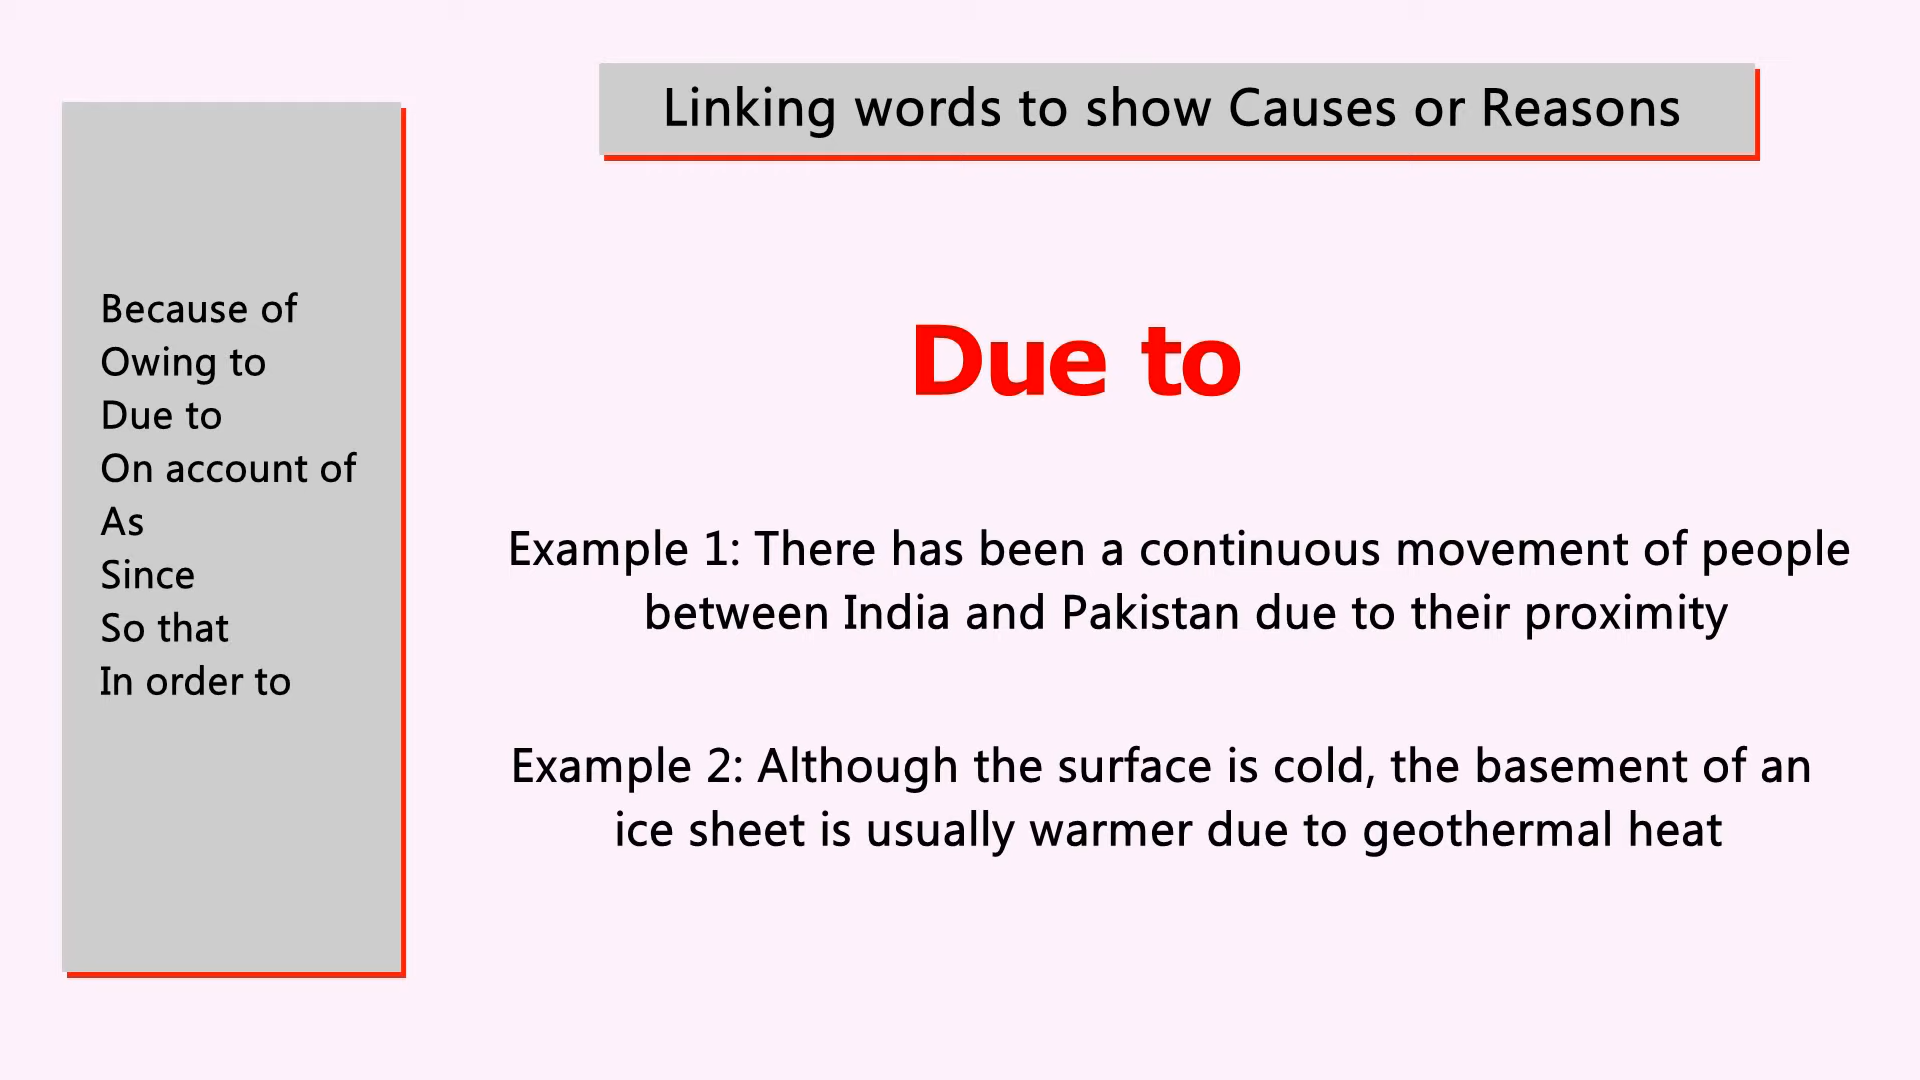 Linking words to show Causes or Reasons
Because of
Owing to
Due to
On account of
As
Since
So that
In order to
Due to
Example 1: There has been a continuous movement of people
between India and Pakistan due to their proximity
Example 2: Although the surface is cold, the basement of an
ice sheet is usually warmer due to geothermal heat